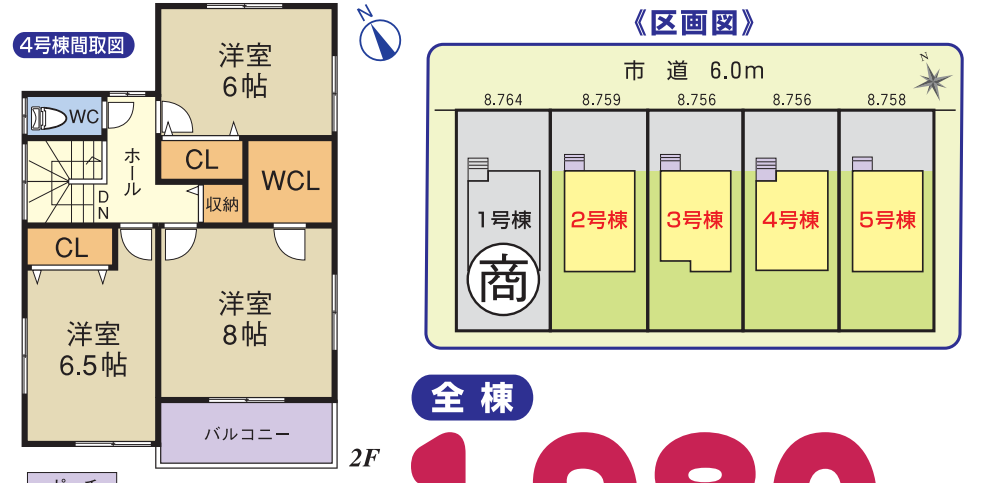 4号棟間取図
N
洋室
6帖
WC
ホール
CL
WCL
DN
収納
CL
洋室
6.5帖
洋室
8帖
バルコニー
2F
《区画図》
市 道 6.0m
N
8.764 8.759 8.756 8.756 8.758
1号棟 2号棟 3号棟 4号棟 5号棟
商
全 棟